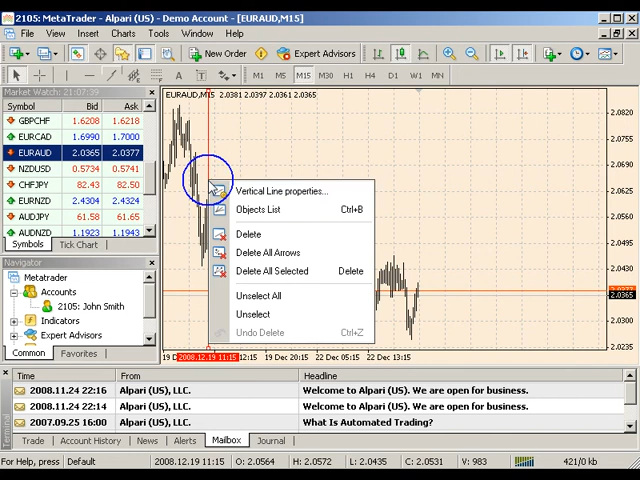 2105: MetaTrader - Alpari (US) - Demo Account - [EURAUD,M15]
File View Insert Charts Tools Window Help
New Order Expert Advisors
A T M1 M5 M15 M30 H1 H4 D1 W1 MN
Market Watch: 21:07:39
Symbol Bid Ask
GBPCHF 1.6208 1.6218
EURCAD 1.6990 1.7000
EURAUD 2.0365 2.0377
NZDUSD 0.5734 0.5741
CHFJPY 82.43 82.50
EURNZD 2.4304 2.4324
AUDJPY 61.58 61.65
AUDNZD 1.1923 1.1943
Symbols Tick Chart
Navigator
Metatrader
Accounts
2105: John Smith
Indicators
Expert Advisors
Common Favorites
EURAUD,M15 2.0381 2.0397 2.0361 2.0365
Vertical Line properties...
Objects List Ctrl+B
Delete
Delete All Arrows
Delete All Selected Delete
Unselect All
Unselect
Undo Delete Ctrl+Z
2.0820
2.0765
2.0690
2.0625
2.0560
2.0495
2.0430
2.0377
2.0365
2.0300
2.0235
2008.12.19 11:15 19 Dec 20:15 22 Dec 05:15 22 Dec 13:15
Time From Headline
2008.11.24 22:16 Alpari (US), LLC. Welcome to Alpari (US). We are open for business.
2008.11.24 22:14 Alpari (US), LLC. Welcome to Alpari (US). We are open for business.
2007.09.25 16:00 Alpari (US), LLC. What Is Automated Trading?
Terminal
Trade Account History News Alerts Mailbox Journal
For Help, press Default 2008.12.19 11:15 O: 2.0564 H: 2.0572 L: 2.0435 C: 2.0531 V: 983 421/0 kb